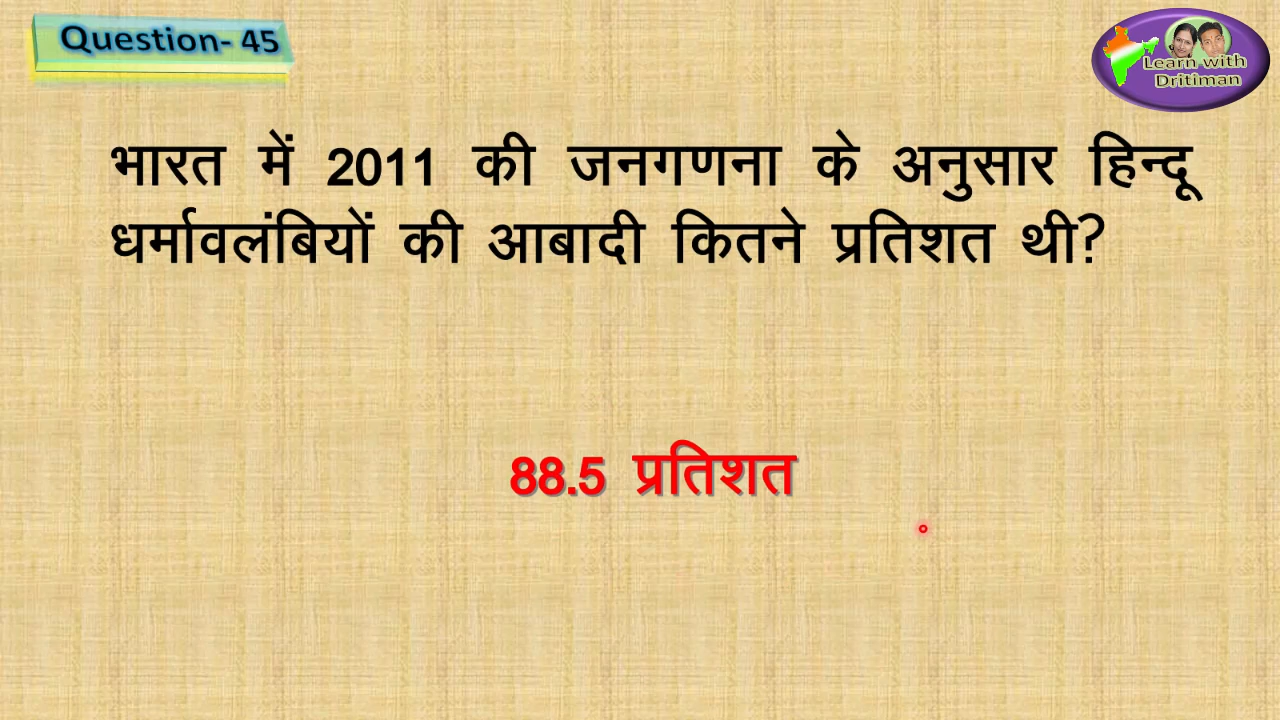 Question- 45
Learn with
Dritiman
भारत में 2011 की जनगणना के अनुसार हिन्दू
धर्मावलंबियों की आबादी कितने प्रतिशत थी?
88.5 प्रतिशत